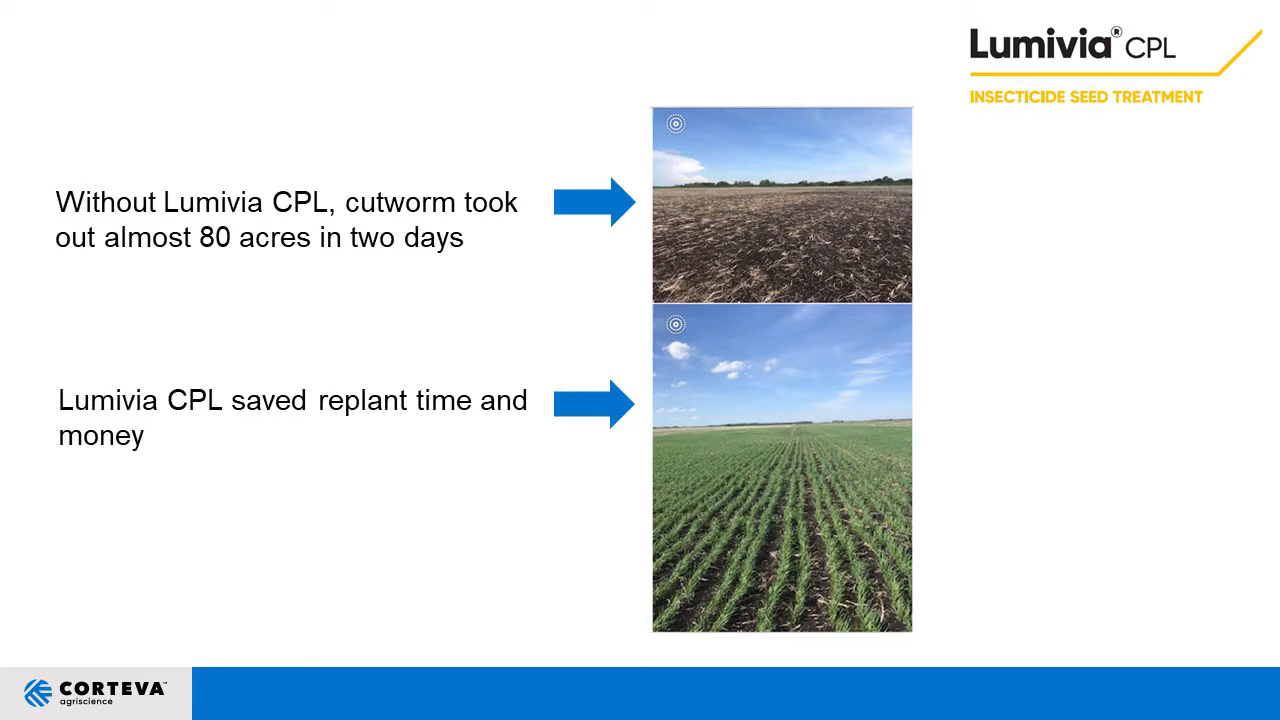 Lumivia® CPL
INSECTICIDE SEED TREATMENT
Without Lumivia CPL, cutworm took
out almost 80 acres in two days
Lumivia CPL saved replant time and
money
CORTEVA™
agriscience